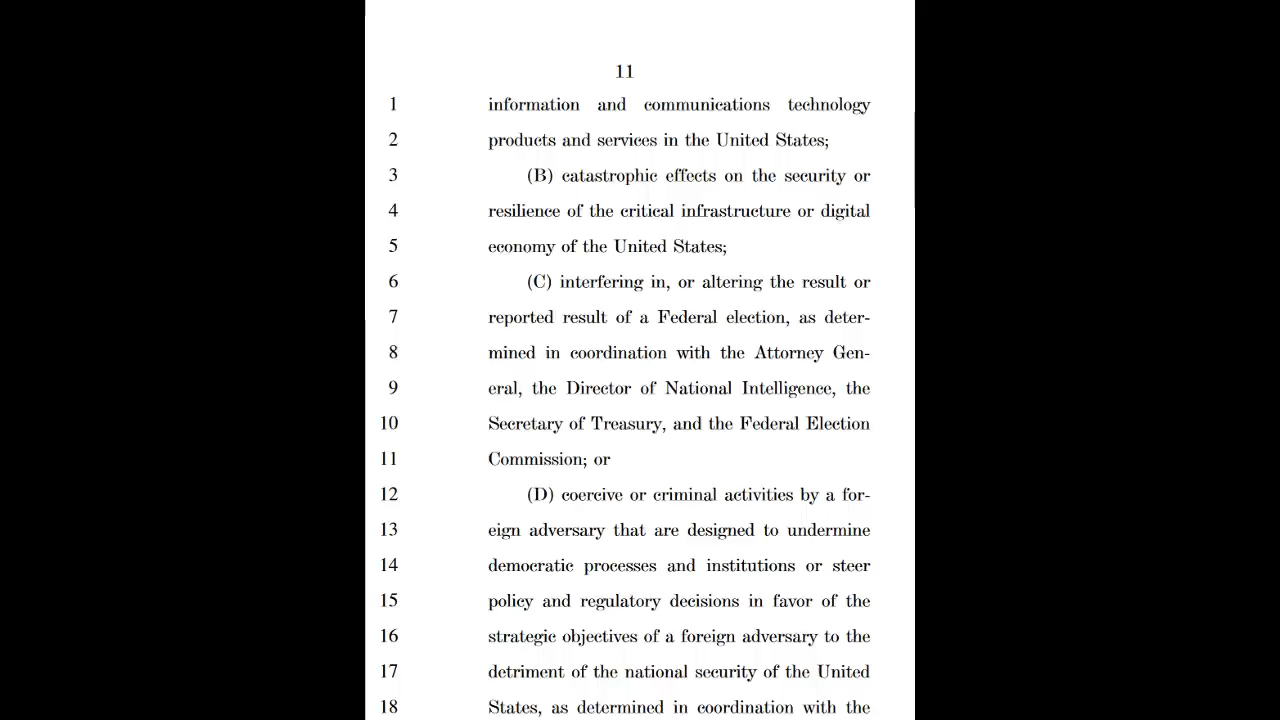 11
1 information and communications technology
2 products and services in the United States;
3 (B) catastrophic effects on the security or
4 resilience of the critical infrastructure or digital
5 economy of the United States;
6 (C) interfering in, or altering the result or
7 reported result of a Federal election, as deter-
8 mined in coordination with the Attorney Gen-
9 eral, the Director of National Intelligence, the
10 Secretary of Treasury, and the Federal Election
11 Commission; or
12 (D) coercive or criminal activities by a for-
13 eign adversary that are designed to undermine
14 democratic processes and institutions or steer
15 policy and regulatory decisions in favor of the
16 strategic objectives of a foreign adversary to the
17 detriment of the national security of the United
18 States, as determined in coordination with the